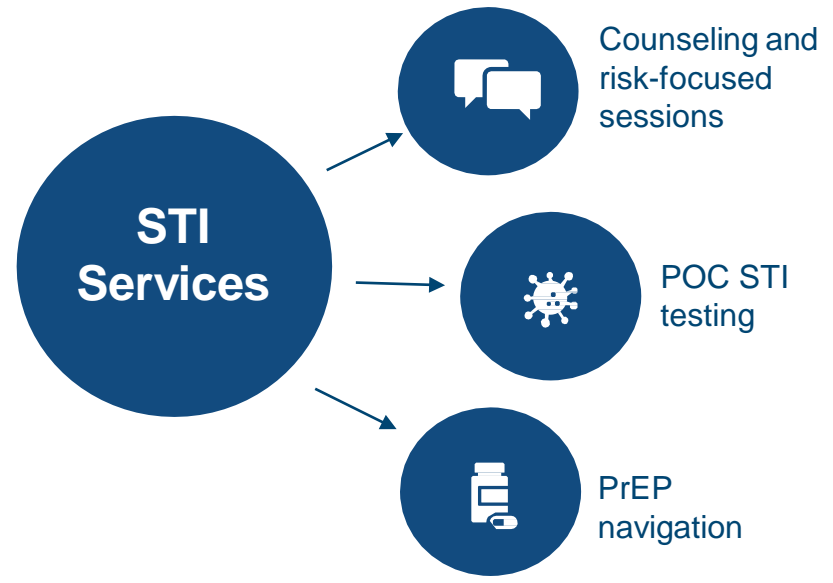 Counseling and
risk-focused
sessions
STI
Services
POC STI
testing
PrEP
navigation